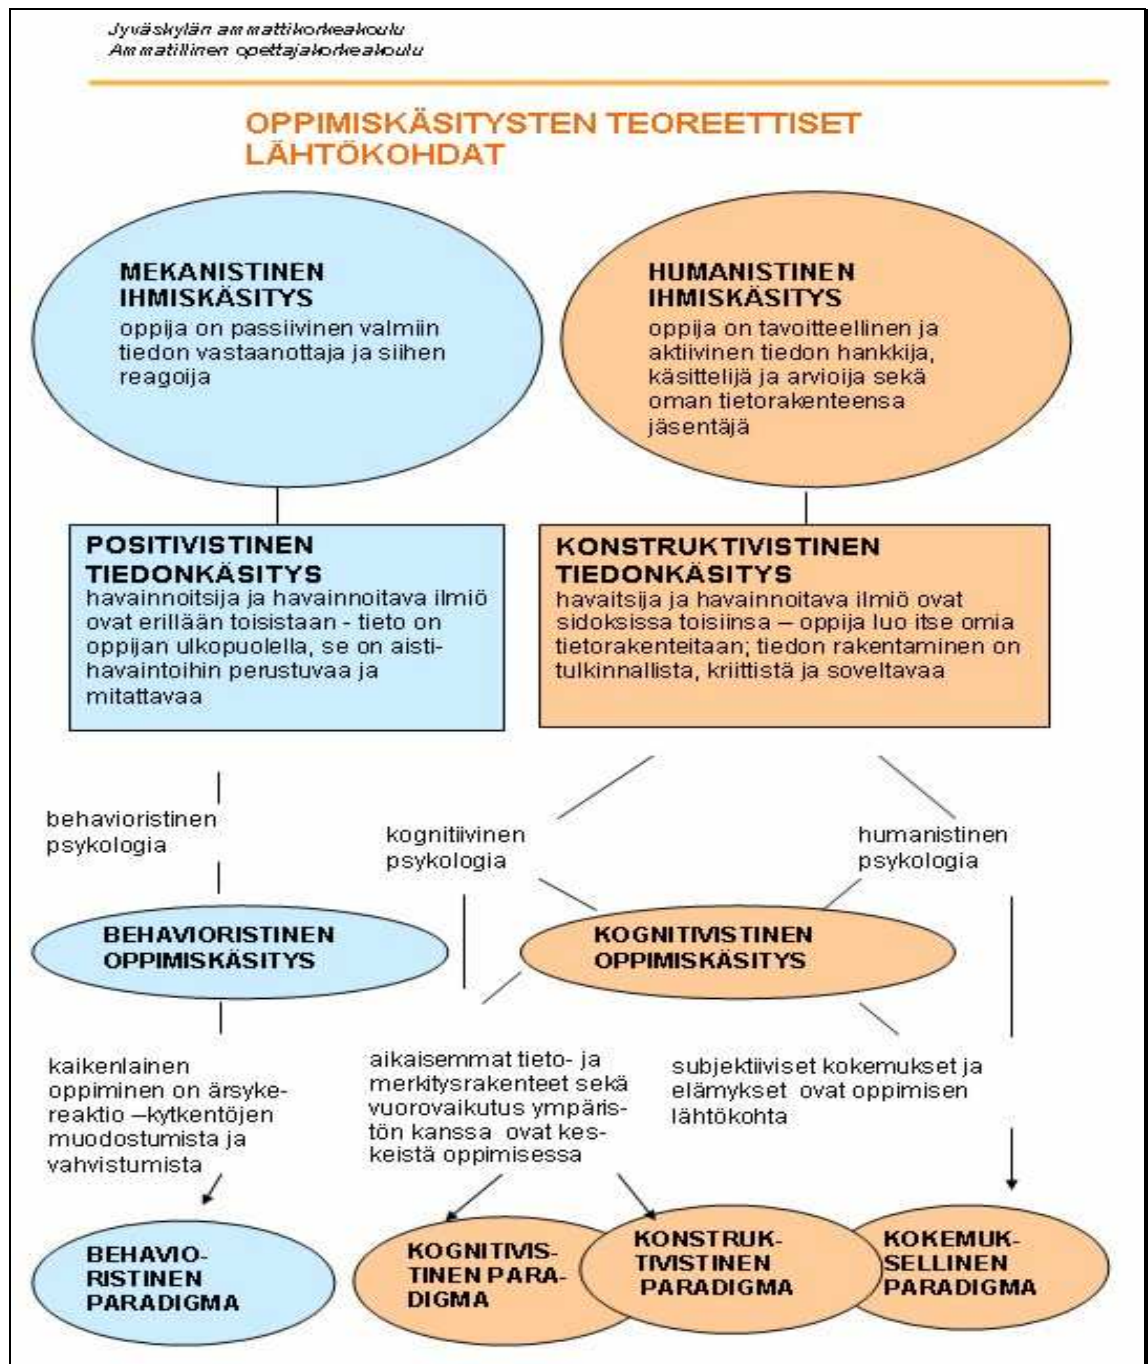 Jyväskylän ammattikorkeakoulu
Ammatillinen opettajakorkeakoulu
OPPIMISKÄSITYSTEN TEOREETTISET
LÄHTÖKOHDAT
MEKANISTINEN
IHMISKÄSITYS
oppija on passiivinen valmiin
tiedon vastaanottaja ja siihen
reagoija
HUMANISTINEN
IHMISKÄSITYS
oppija on tavoitteellinen ja
aktiivinen tiedon hankkija,
käsittelijä ja arvioija sekä
oman tietorakenteensa
jäsentäjä
POSITIVISTINEN
TIEDONKÄSITYS
havainnoitsija ja havainnoitava ilmiö
ovat erillään toisistaan - tieto on
oppijan ulkopuolella, se on aisti-
havaintoihin perustuvaa ja
mitattavaa
KONSTRUKTIVISTINEN
TIEDONKÄSITYS
havaitsija ja havainnoitava ilmiö ovat
sidoksissa toisiinsa – oppija luo itse omia
tietorakenteitaan; tiedon rakentaminen on
tulkinnallista, kriittistä ja soveltavaa
behavioristinen
psykologia
kognitiivinen
psykologia
humanistinen
psykologia
BEHAVIORISTINEN
OPPIMISKÄSITYS
KOGNITIVISTINEN
OPPIMISKÄSITYS
kaikenlainen
oppiminen on ärsyke-
reaktio –kytkentöjen
muodostumista ja
vahvistumista
aikaisemmat tieto- ja
merkitysrakenteet sekä
vuorovaikutus ympäris-
tön kanssa ovat kes-
keistä oppimisessa
subjektiiviset kokemukset ja
elämykset ovat oppimisen
lähtökohta
BEHAVIO-
RISTINEN
PARADIGMA
KOGNITIVIS-
TINEN PARA-
DIGMA
KONSTRUK-
TIVISTINEN
PARADIGMA
KOKEMUK-
SELLINEN
PARADIGMA